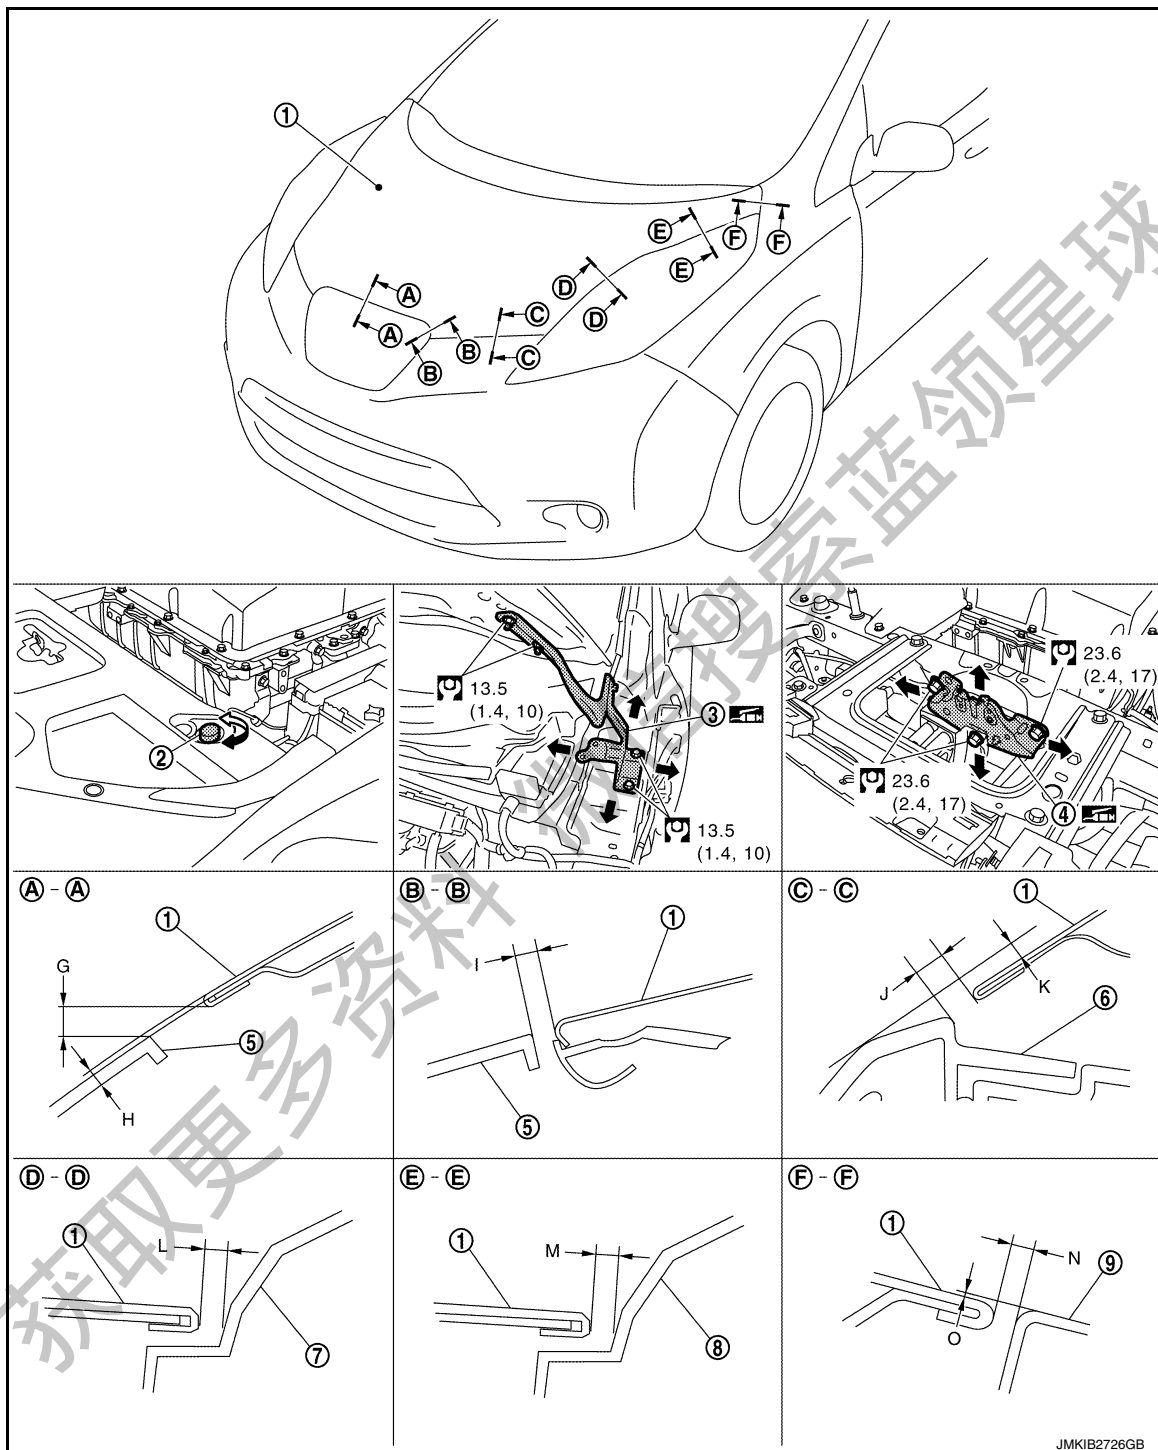 ①
Ⓐ
Ⓐ
Ⓑ
Ⓑ
Ⓒ
Ⓒ
Ⓓ
Ⓓ
Ⓔ
Ⓔ
Ⓕ
Ⓕ
②
13.5
(1.4, 10)
③
13.5
(1.4, 10)
23.6
(2.4, 17)
23.6
(2.4, 17)
④
Ⓐ - Ⓐ
①
G
⑤
H
Ⓑ - Ⓑ
①
I
⑤
Ⓒ - Ⓒ
①
J
K
⑥
Ⓓ - Ⓓ
①
L
⑦
Ⓔ - Ⓔ
①
M
⑧
Ⓕ - Ⓕ
①
N
⑨
O
JMKIB2726GB
获取更多资料 微信搜索蓝领星球